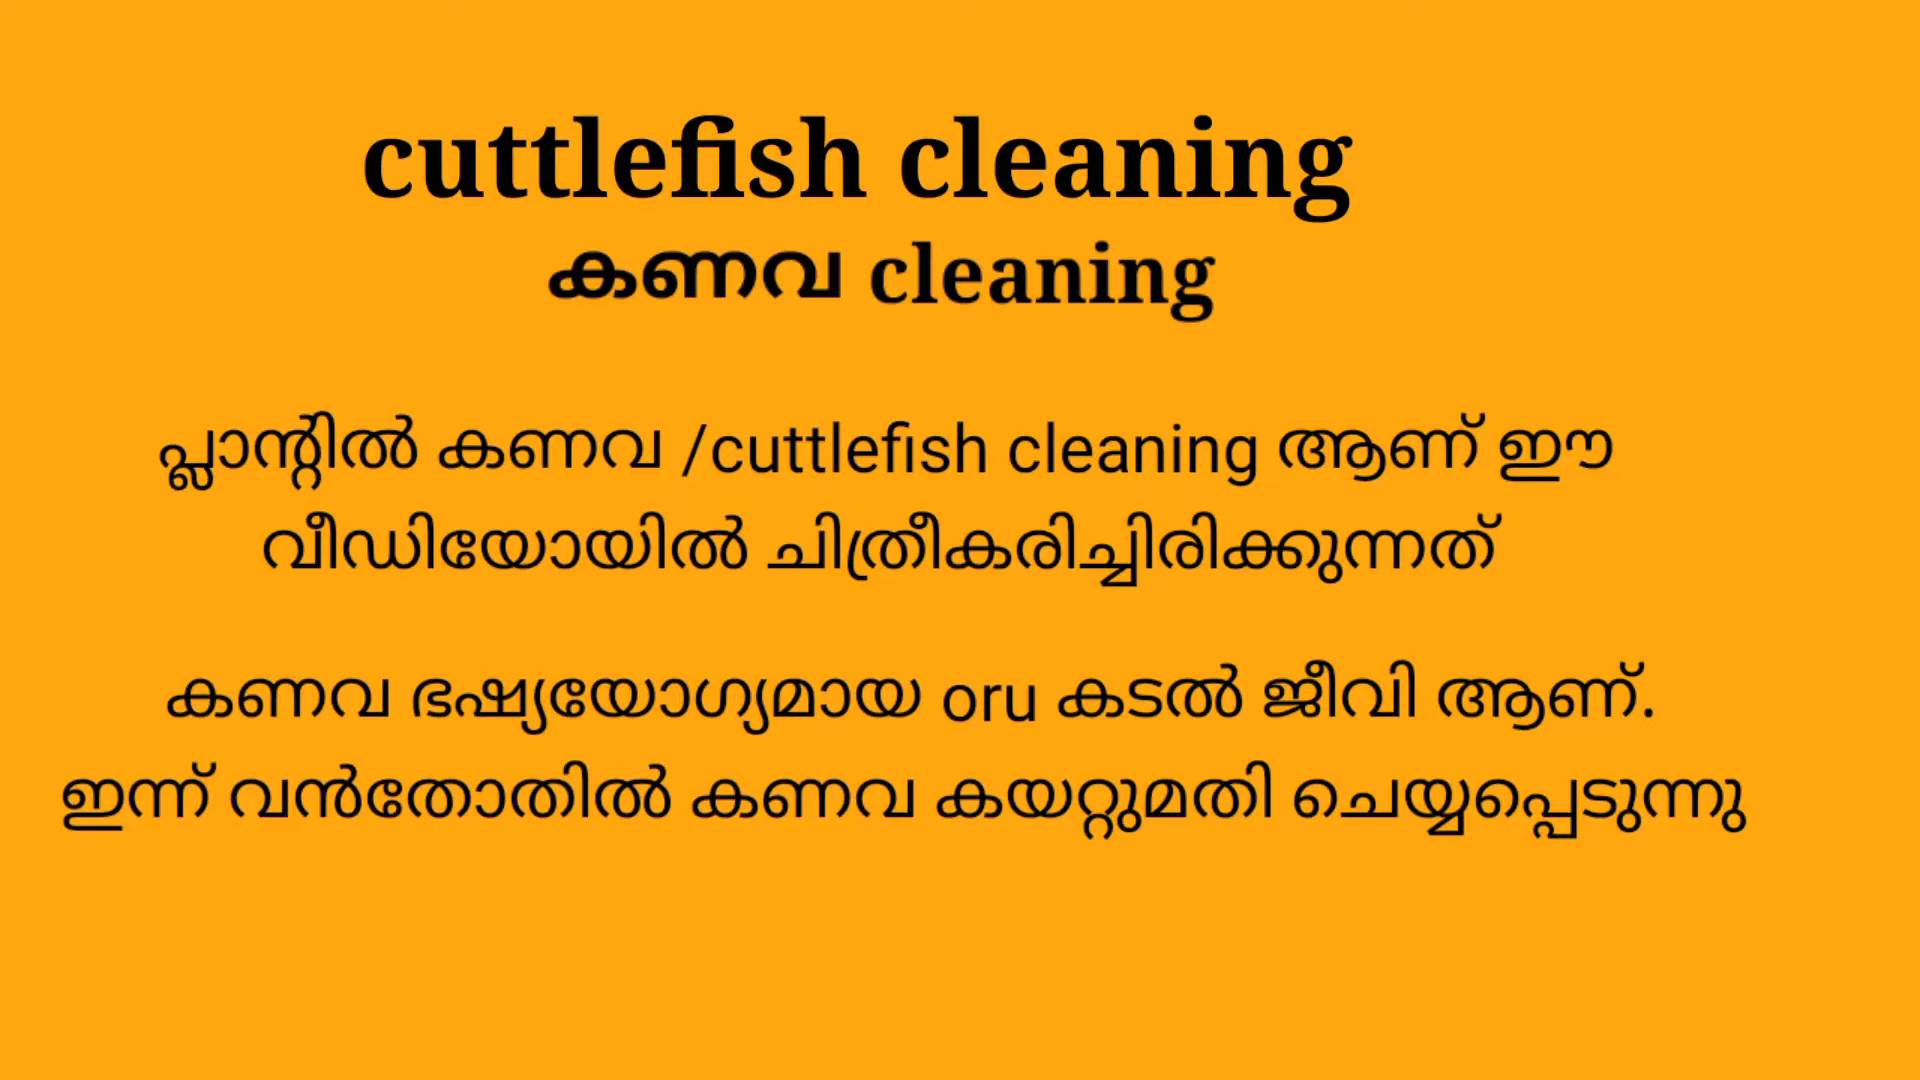 cuttlefish cleaning
കണവ cleaning
പ്ലാന്റിൽ കണവ /cuttlefish cleaning ആണ് ഈ
വീഡിയോയിൽ ചിത്രീകരിച്ചിരിക്കുന്നത്
കണവ ഭഷ്യയോഗ്യമായ oru കടൽ ജീവി ആണ്.
ഇന്ന് വൻതോതിൽ കണവ കയറ്റുമതി ചെയ്യപ്പെടുന്നു